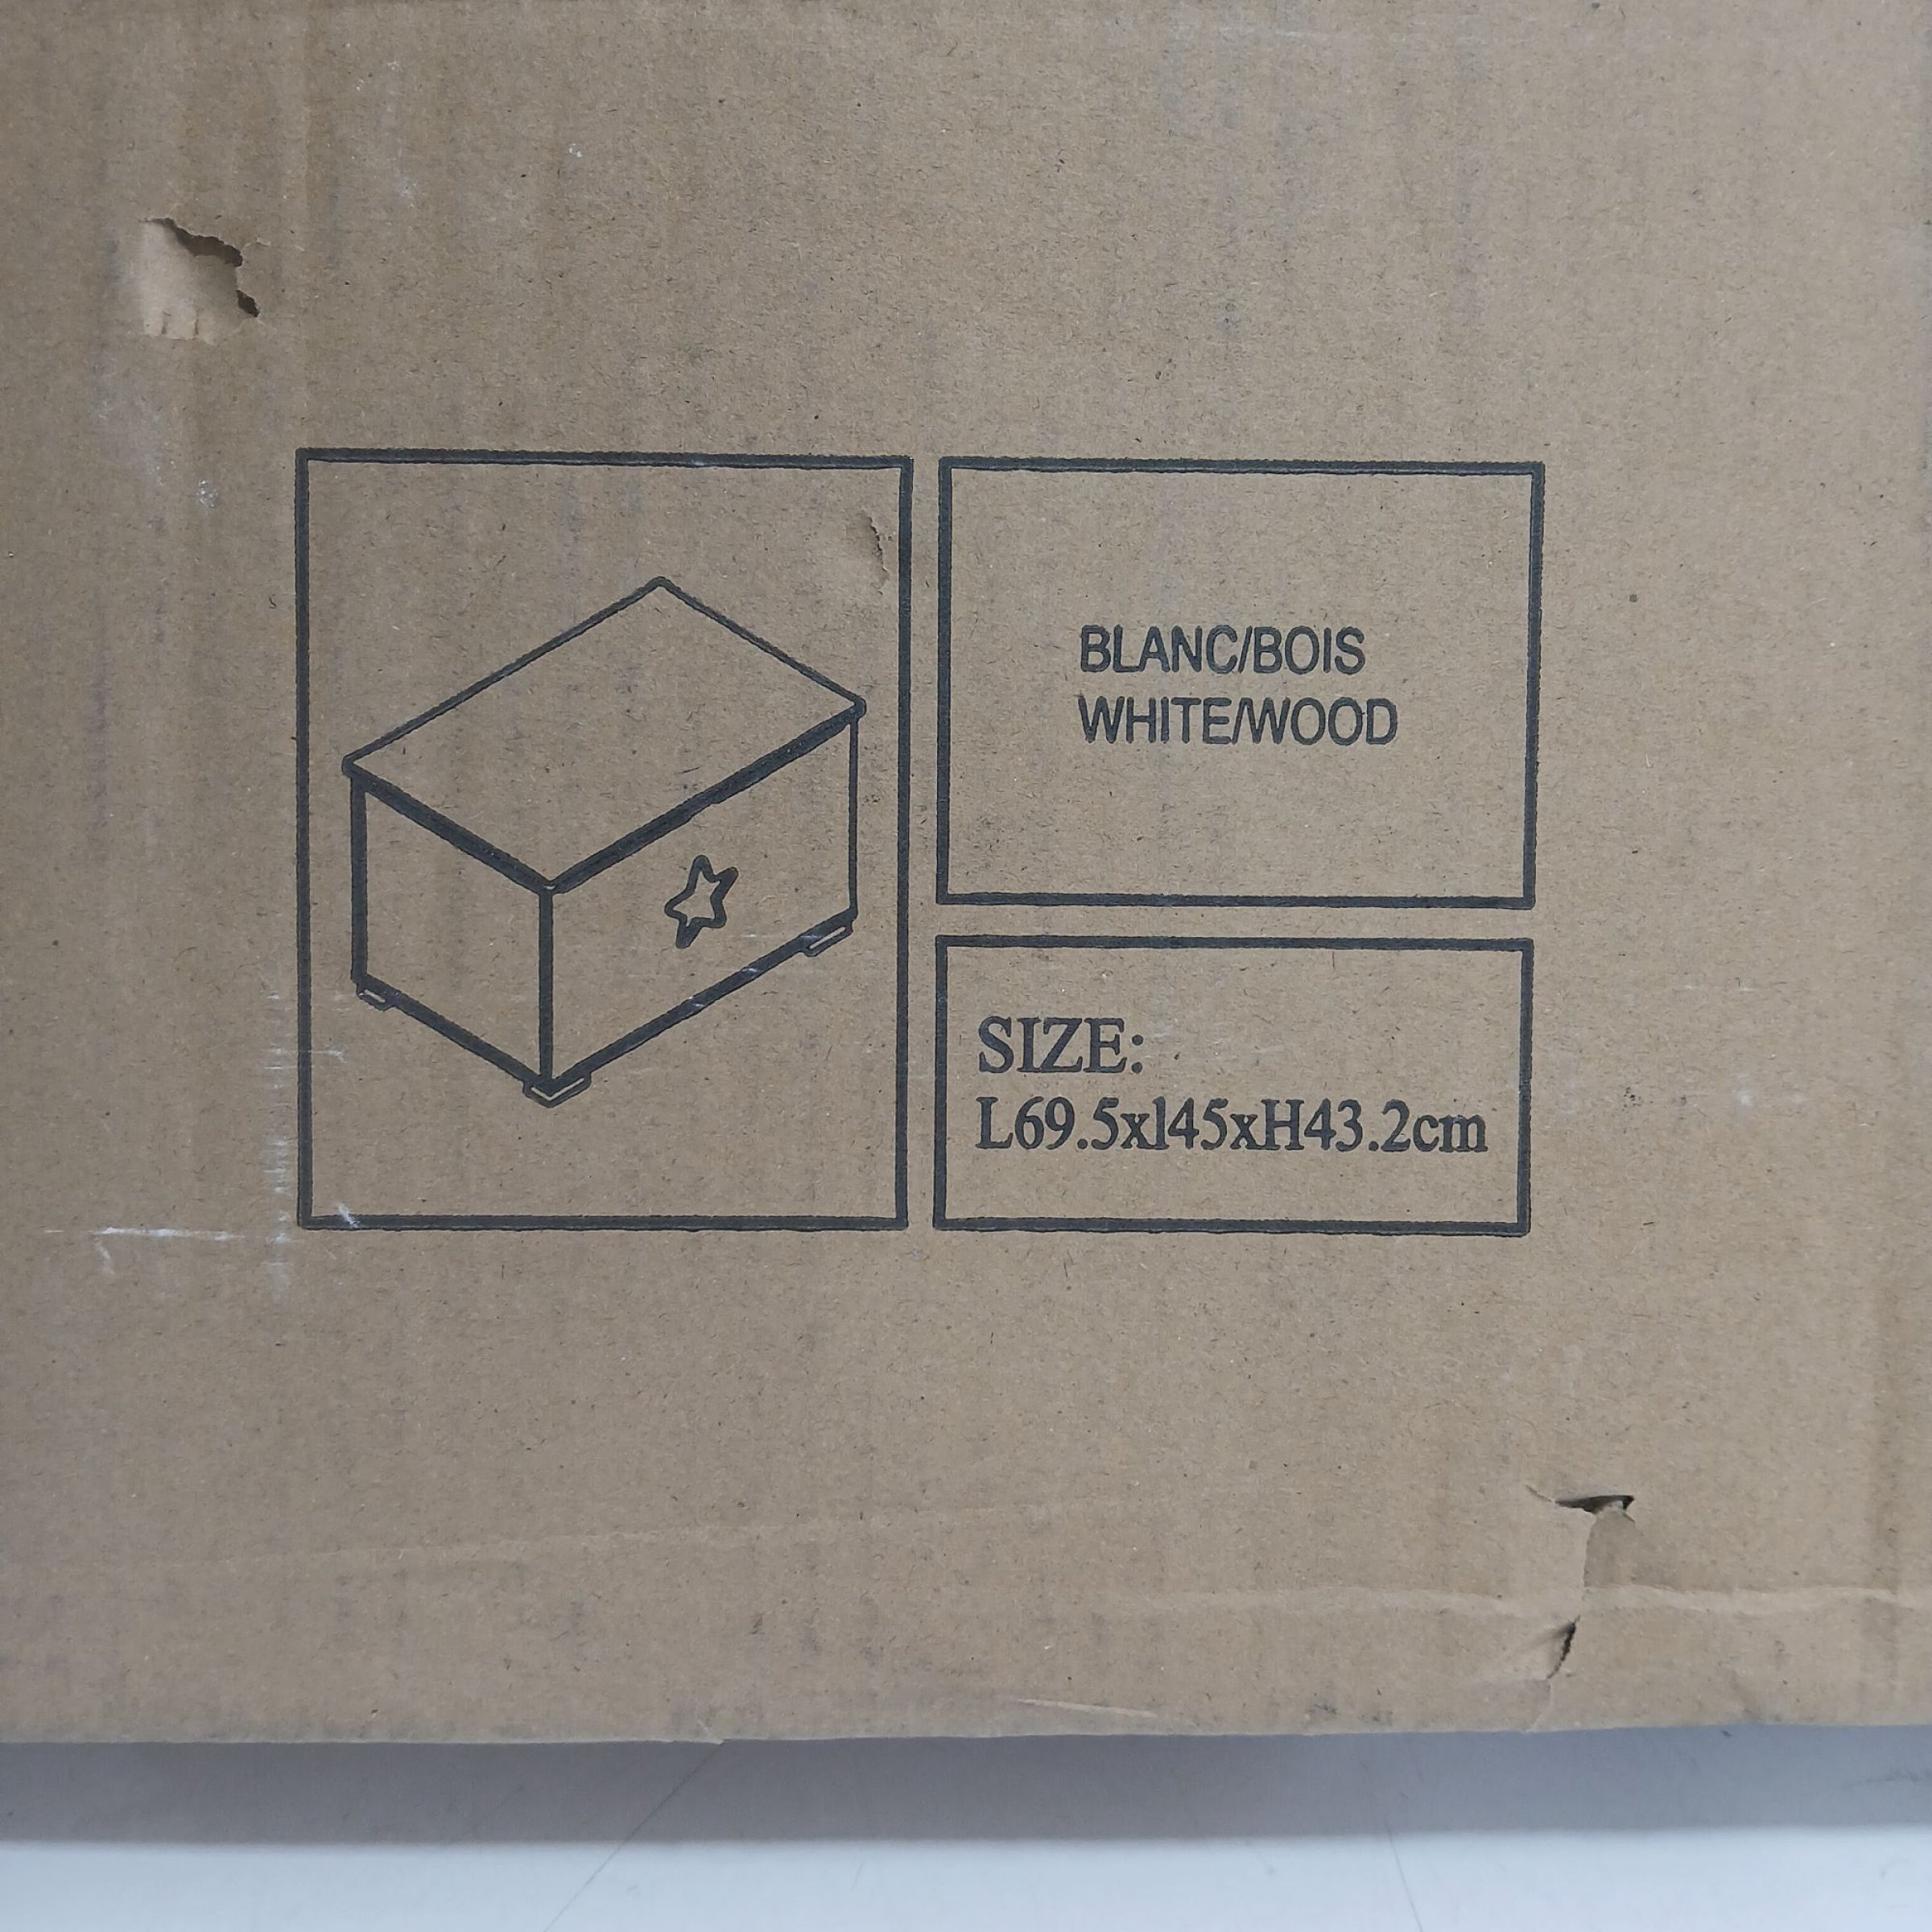 BLANC/BOIS
WHITE/WOOD
SIZE:
L69.5xl45xH43.2cm